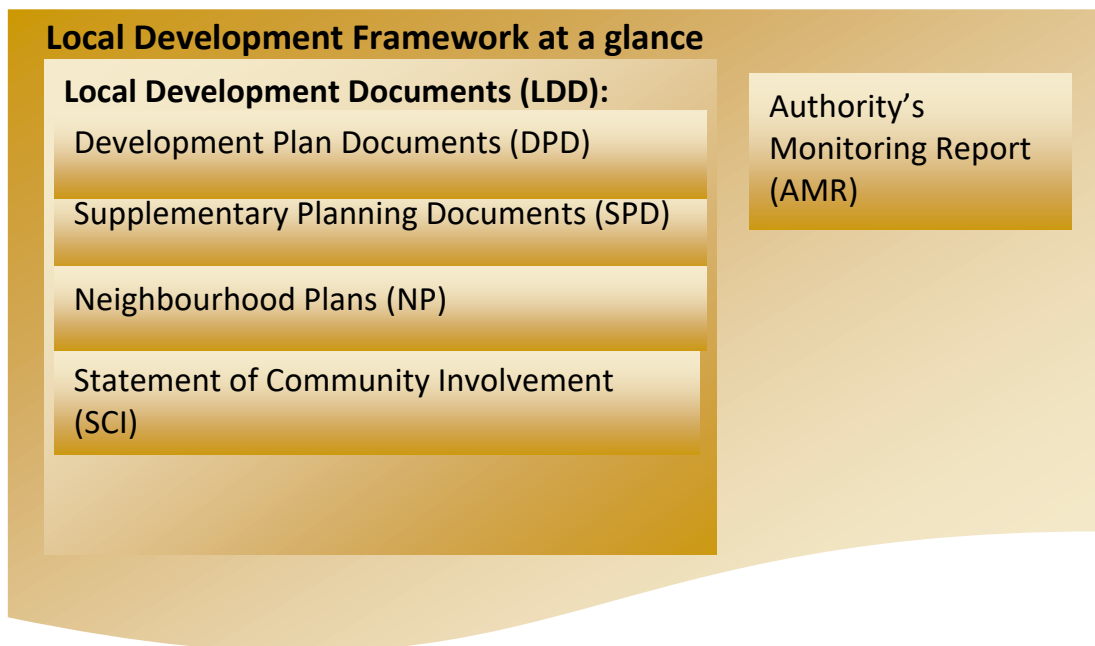 Local Development Framework at a glance
Local Development Documents (LDD):
Development Plan Documents (DPD)
Supplementary Planning Documents (SPD)
Neighbourhood Plans (NP)
Statement of Community Involvement
(SCI)
Authority’s
Monitoring Report
(AMR)